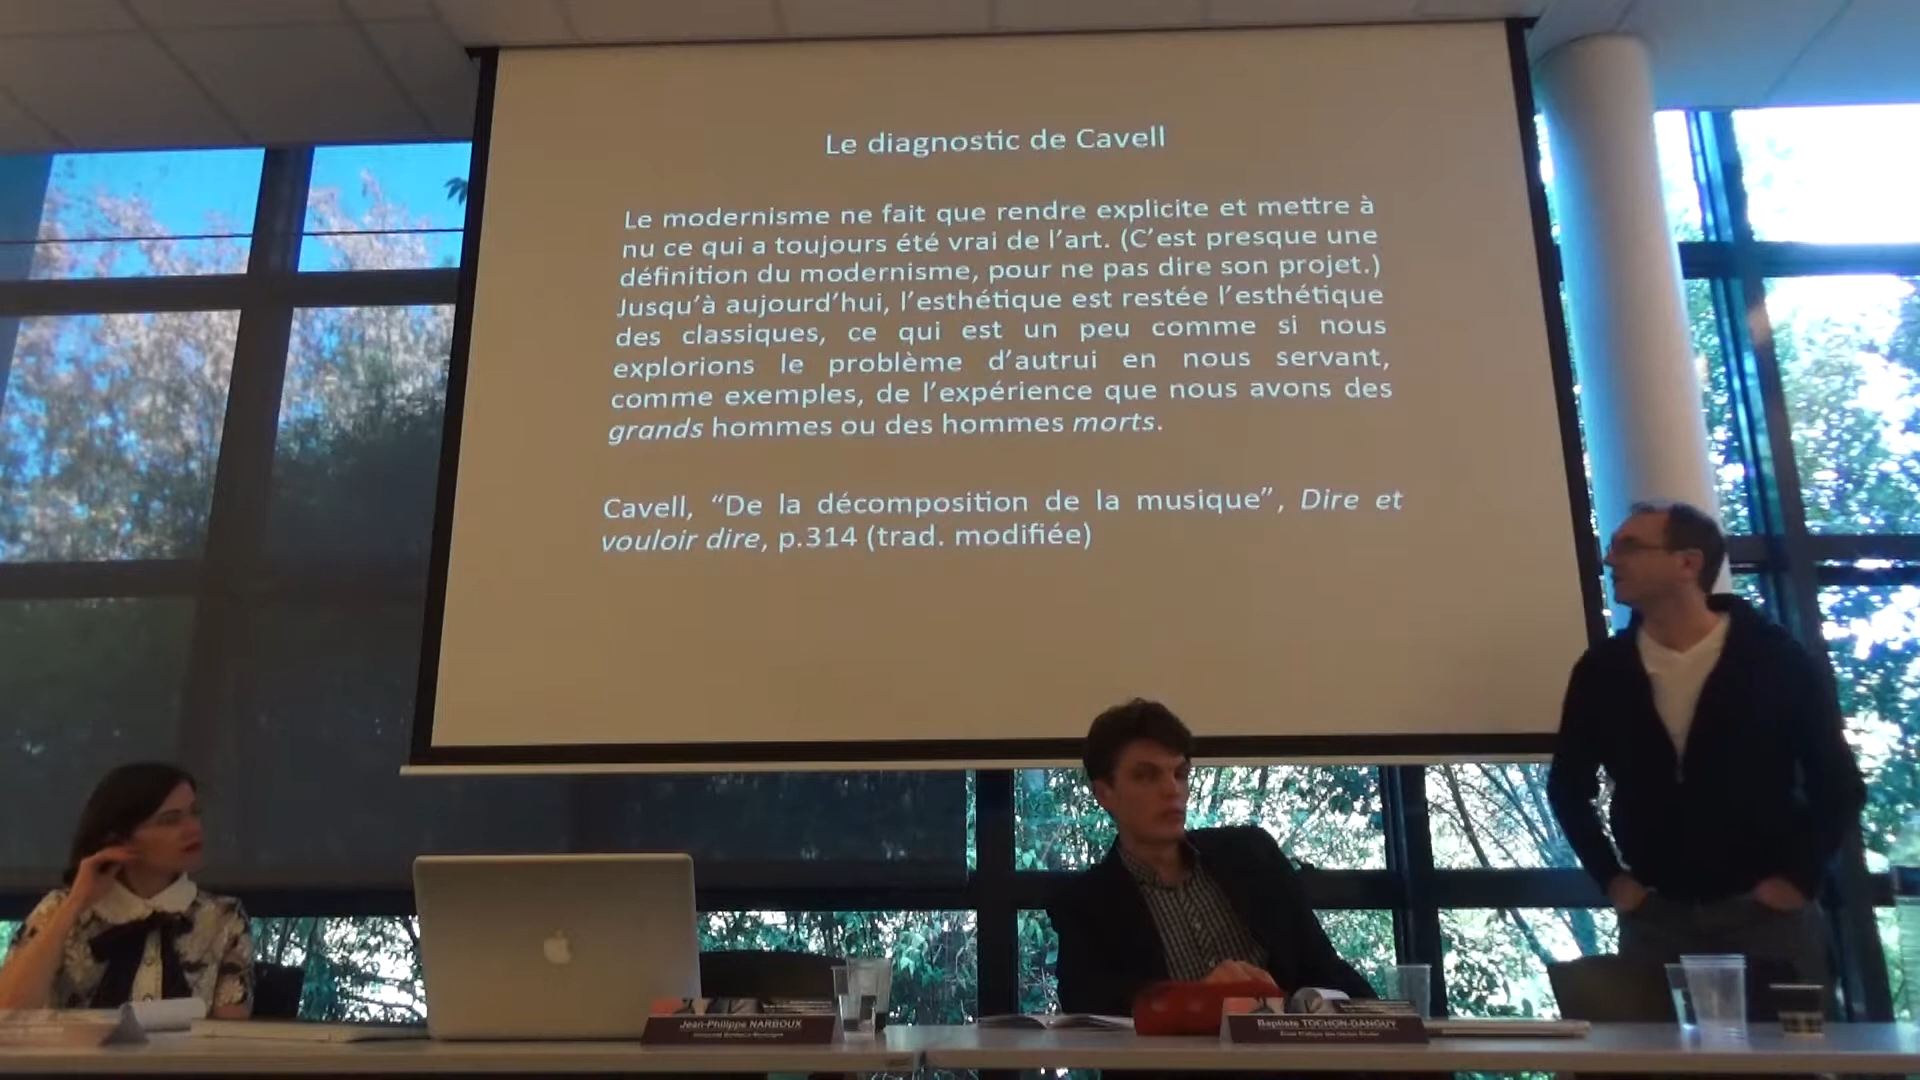 Le diagnostic de Cavell
Le modernisme ne fait que rendre explicite et mettre à
nu ce qui a toujours été vrai de l’art. (C’est presque une
définition du modernisme, pour ne pas dire son projet.)
Jusqu’à aujourd’hui, l’esthétique est restée l’esthétique
des classiques, ce qui est un peu comme si nous
explorions le problème d’autrui en nous servant,
comme exemples, de l’expérience que nous avons des
grands hommes ou des hommes morts.
Cavell, “De la décomposition de la musique”, Dire et
vouloir dire, p.314 (trad. modifiée)
Jean-Philippe NARBOUX
Baptiste TOCHON-DANGUY